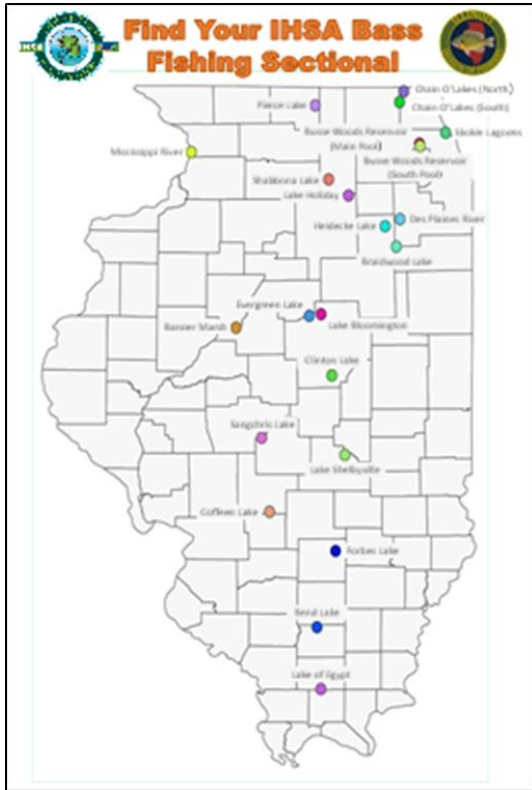 Find Your IHSA Bass
Fishing Sectional
IHSA
Chain O'Lakes (North)
Pierce Lake
Chain O'Lakes (South)
Busse Woods Reservoir
(Main Pool)
Skokie Lagoons
Mississippi River
Busse Woods Reservoir
(South Pool)
Shabbona Lake
Lake Holiday
Des Plaines River
Heidecke Lake
Braidwood Lake
Evergreen Lake
Lake Bloomington
Banner Marsh
Clinton Lake
Sangchris Lake
Lake Shelbyville
Coffeen Lake
Forbes Lake
Rend Lake
Lake of Egypt